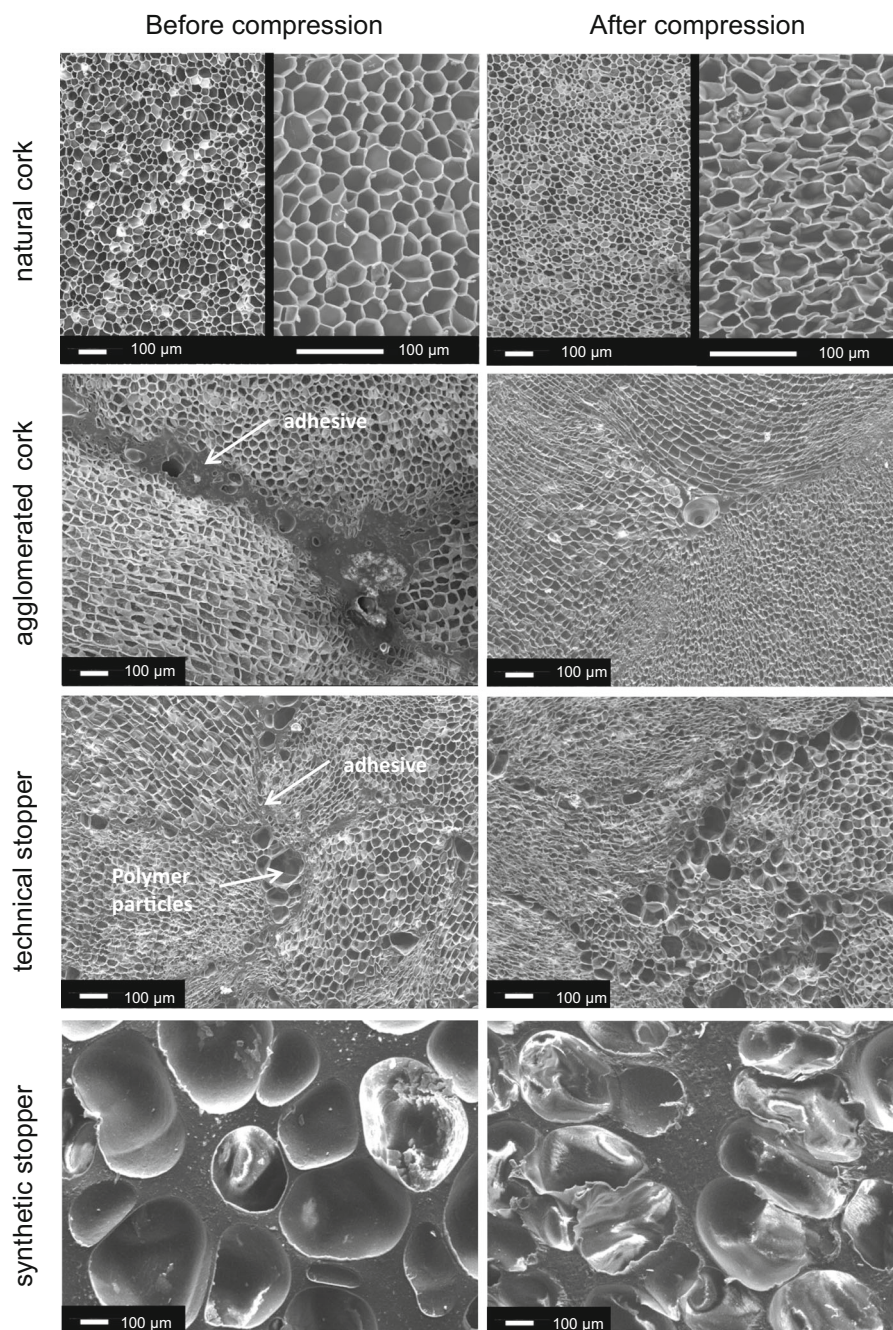 Before compression
After compression
natural cork
100 µm
100 µm
100 µm
100 µm
agglomerated cork
adhesive
100 µm
100 µm
technical stopper
adhesive
Polymer
particles
100 µm
100 µm
synthetic stopper
100 µm
100 µm